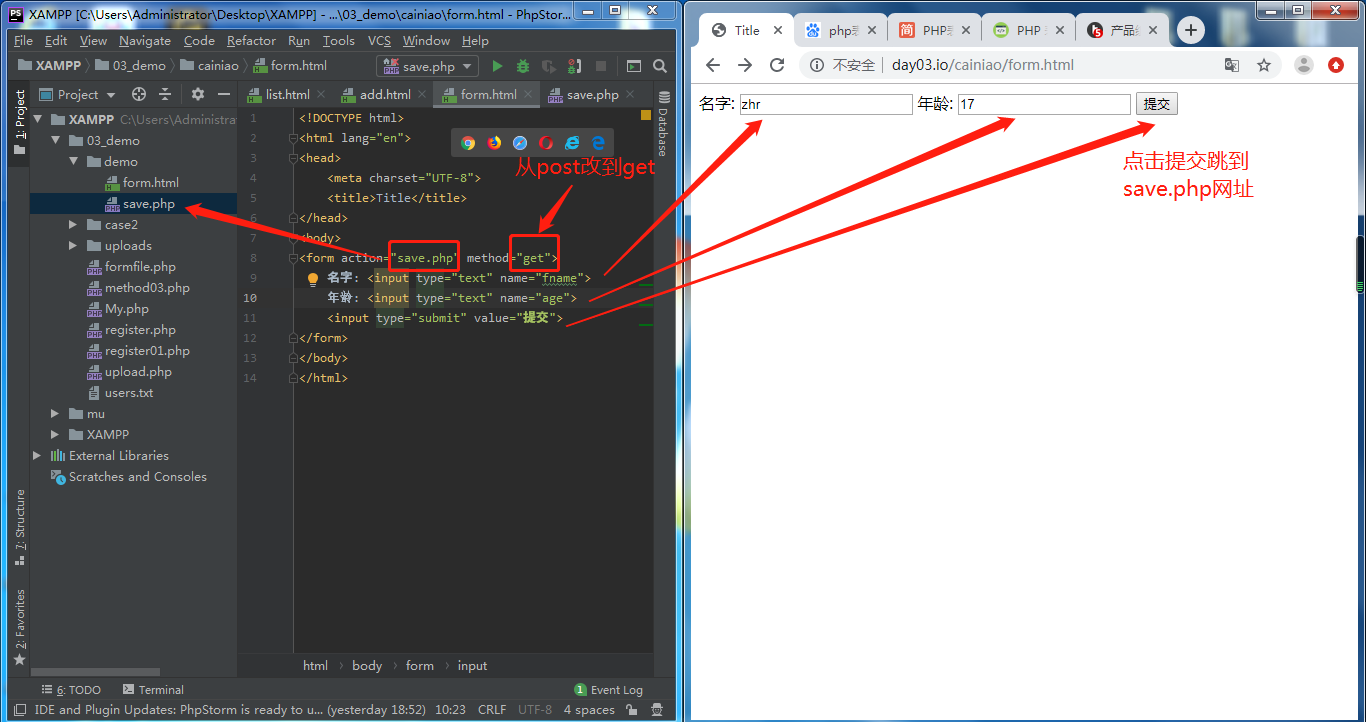 XAMPP [C:\Users\Administrator\Desktop\XAMPP] - ...\03_demo\cainiao\form.html - PhpStor...
File Edit View Navigate Code Refactor Run Tools VCS Window Help
XAMPP 03_demo cainiao form.html save.php
Project list.html add.html form.html save.php
1: Project
7: Structure
2: Favorites
XAMPP C:\Users\Administra
03_demo
demo
form.html
save.php
case2
uploads
formfile.php
method03.php
My.php
register.php
register01.php
upload.php
users.txt
mu
XAMPP
External Libraries
Scratches and Consoles
1 <!DOCTYPE html>
2 <html lang="en">
3 <head>
4 <meta charset="UTF-8">
5 <title>Title</title>
6 </head>
7 <body>
8 <form action="save.php" method="get">
9 名字: <input type="text" name="fname">
10 年龄: <input type="text" name="age">
11 <input type="submit" value="提交">
12 </form>
13 </body>
14 </html>
从post改到get
Database
html body form input
6: TODO Terminal 1 Event Log
IDE and Plugin Updates: PhpStorm is ready to u... (yesterday 18:52) 10:23 CRLF UTF-8 4 spaces
Title PHP PHP
不安全 day03.io/cainiao/form.html
名字: zhr 年龄: 17 提交
点击提交跳到
save.php网址